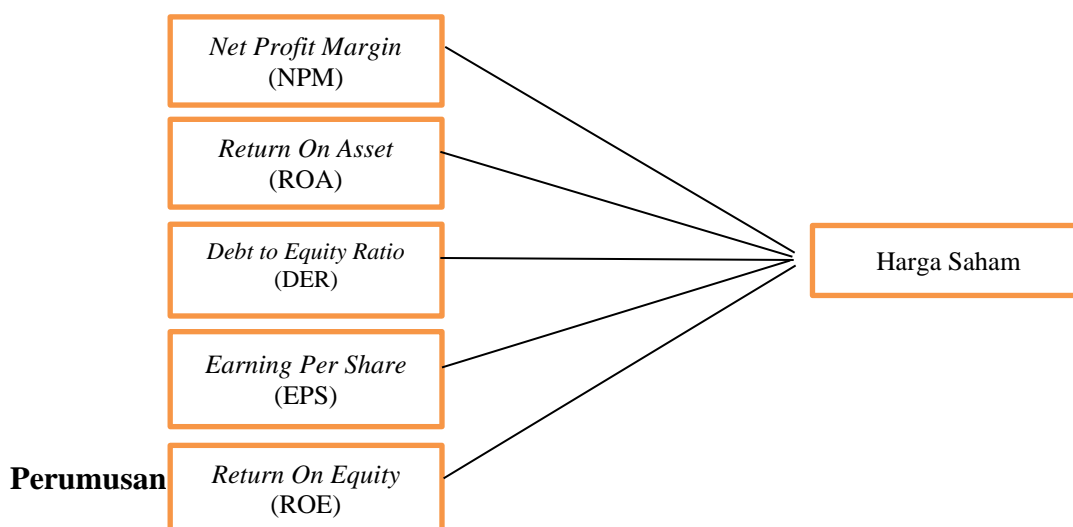 Net Profit Margin
(NPM)
Return On Asset
(ROA)
Debt to Equity Ratio
(DER)
Harga Saham
Earning Per Share
(EPS)
Perumusan
Return On Equity
(ROE)